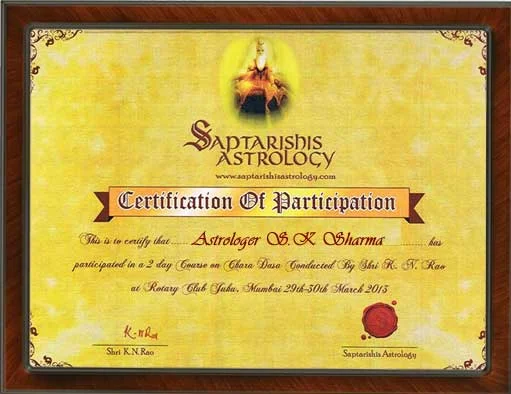 SAPTARISHIS
ASTROLOGY
www.saptarishisastrology.com
Certification Of Participation
This is to certify that ...... Astrologer S.K Sharma ............ has
participated in a 2 day Course on Chara Dasa Conducted By Shri K. N. Rao
at Rotary Club Juhu, Mumbai 29th-30th March 2013
K-N Rao
Shri K.N.Rao
Saptarishis Astrology